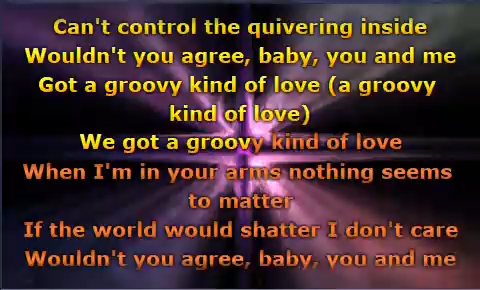 Can't control the quivering inside
Wouldn't you agree, baby, you and me
Got a groovy kind of love (a groovy
kind of love)
We got a groovy kind of love
When I'm in your arms nothing seems
to matter
If the world would shatter I don't care
Wouldn't you agree, baby, you and me